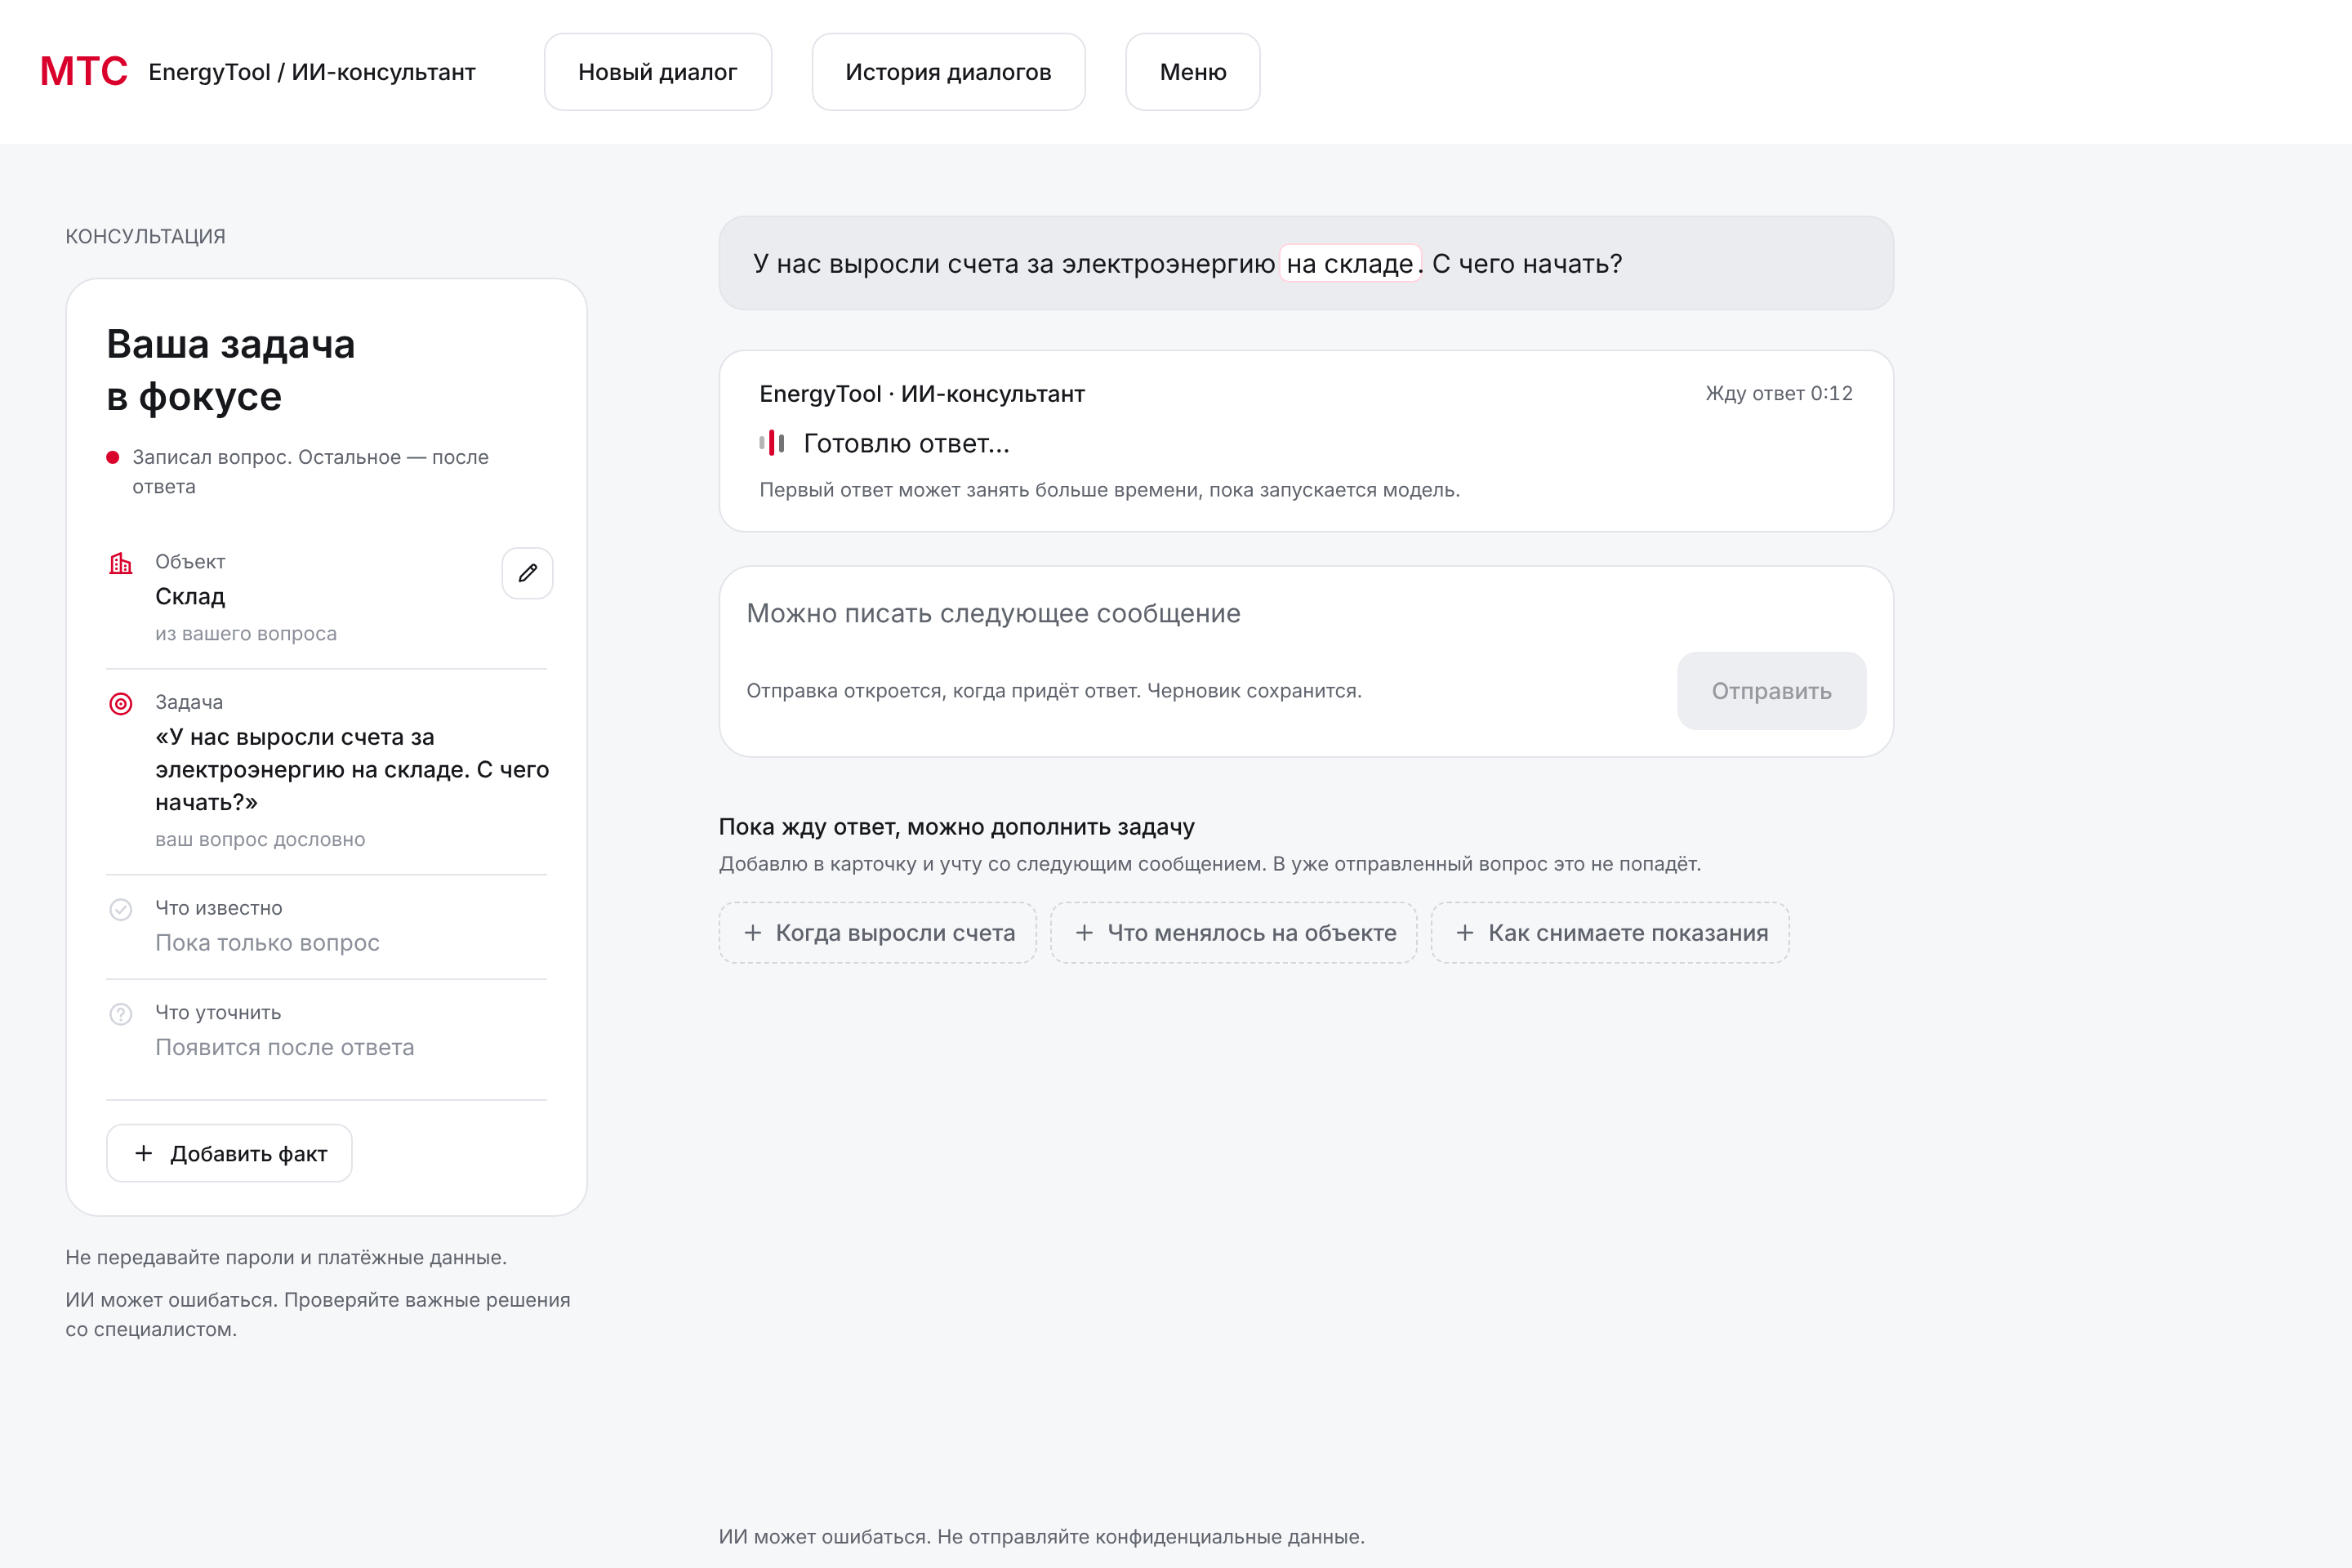 МТС EnergyTool / ИИ-консультант
Новый диалог
История диалогов
Меню
КОНСУЛЬТАЦИЯ
Ваша задача
в фокусе
Записал вопрос. Остальное — после
ответа
Объект
Склад
из вашего вопроса
Задача
«У нас выросли счета за
электроэнергию на складе. С чего
начать?»
ваш вопрос дословно
Что известно
Пока только вопрос
Что уточнить
Появится после ответа
+ Добавить факт
Не передавайте пароли и платёжные данные.
ИИ может ошибаться. Проверяйте важные решения
со специалистом.
У нас выросли счета за электроэнергию на складе. С чего начать?
EnergyTool · ИИ-консультант
Жду ответ 0:12
Готовлю ответ...
Первый ответ может занять больше времени, пока запускается модель.
Можно писать следующее сообщение
Отправка откроется, когда придёт ответ. Черновик сохранится.
Отправить
Пока жду ответ, можно дополнить задачу
Добавлю в карточку и учту со следующим сообщением. В уже отправленный вопрос это не попадёт.
+ Когда выросли счета
+ Что менялось на объекте
+ Как снимаете показания
ИИ может ошибаться. Не отправляйте конфиденциальные данные.